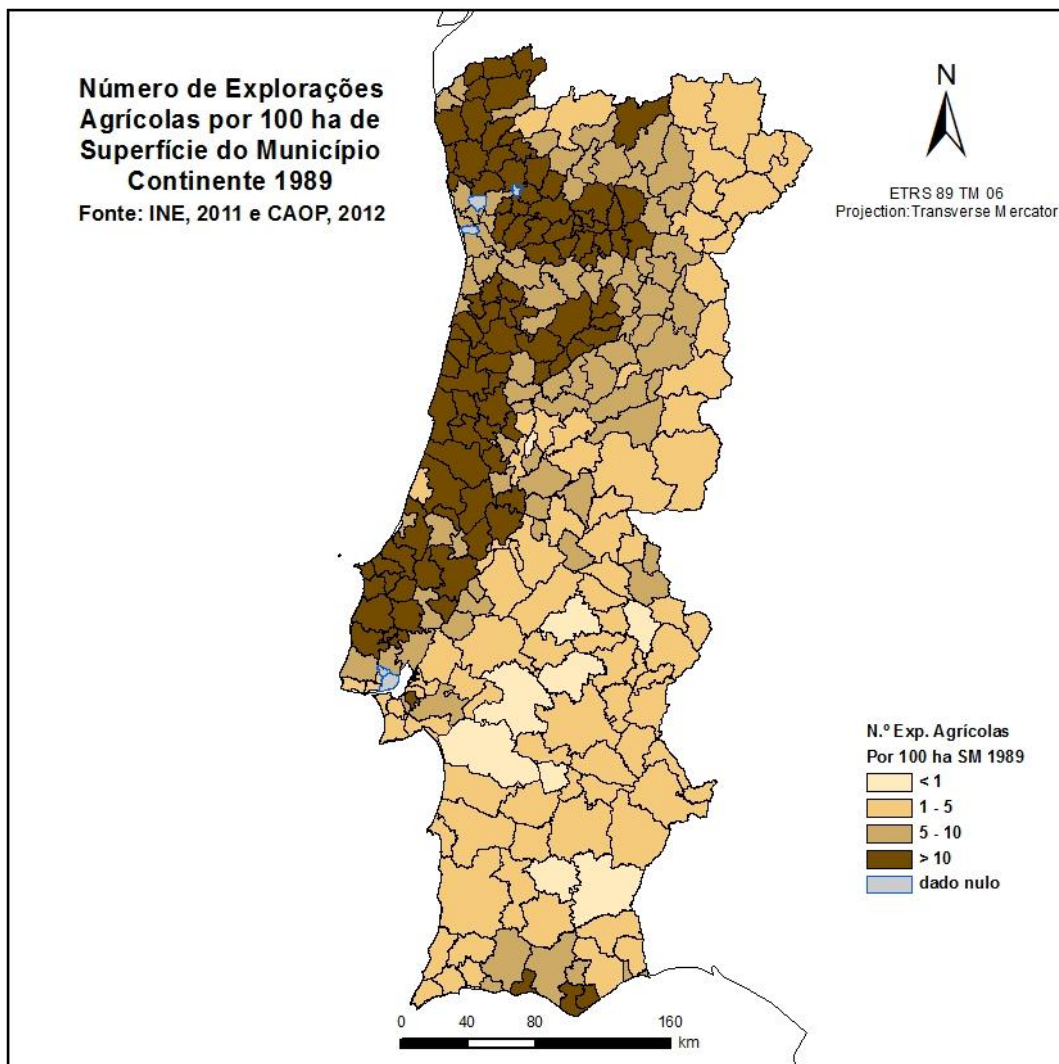 Número de Explorações
Agrícolas por 100 ha de
Superfície do Município
Continente 1989
Fonte: INE, 2011 e CAOP, 2012
N
ETRS 89 TM 06
Projection: Transverse Mercator
N.º Exp. Agrícolas
Por 100 ha SM 1989
< 1
1 - 5
5 - 10
> 10
dado nulo
0 40 80 160
km